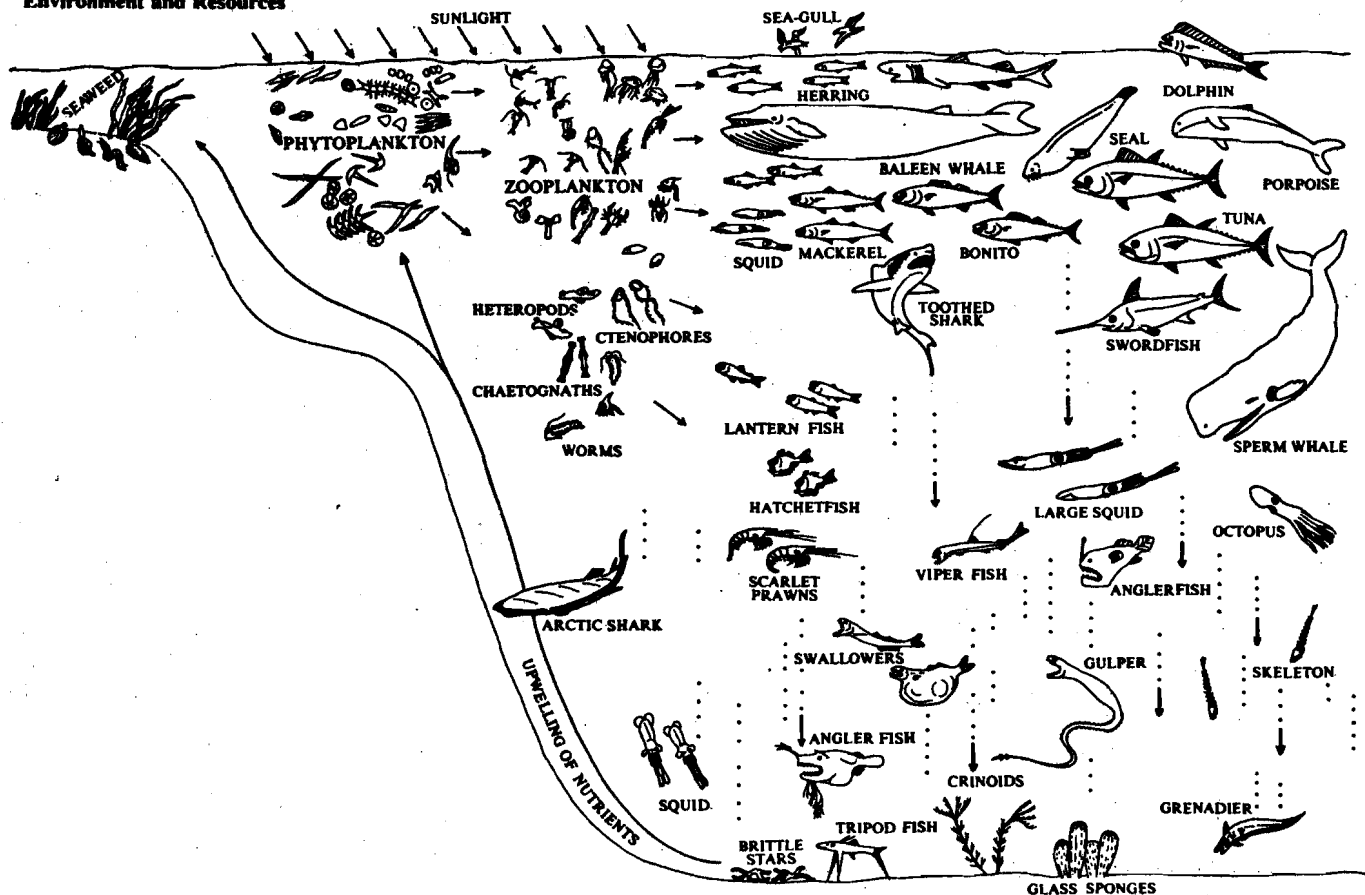 Environment and Resources
SUNLIGHT
SEA-GULL
SEAWEED
HERRING
DOLPHIN
PHYTOPLANKTON
SEAL
BALEEN WHALE
ZOOPLANKTON
PORPOISE
TUNA
SQUID
MACKEREL
BONITO
HETEROPODS
TOOTHED
SHARK
CTENOPHORES
SWORDFISH
CHAETOGNATHS
LANTERN FISH
WORMS
SPERM WHALE
HATCHETFISH
LARGE SQUID
OCTOPUS
SCARLET
PRAWNS
VIPER FISH
ANGLERFISH
ARCTIC SHARK
SWALLOWERS
GULPER
SKELETON
UPWELLING OF NUTRIENTS
ANGLER FISH
CRINOIDS
SQUID
GRENADIER
TRIPOD FISH
BRITTLE
STARS
GLASS SPONGES